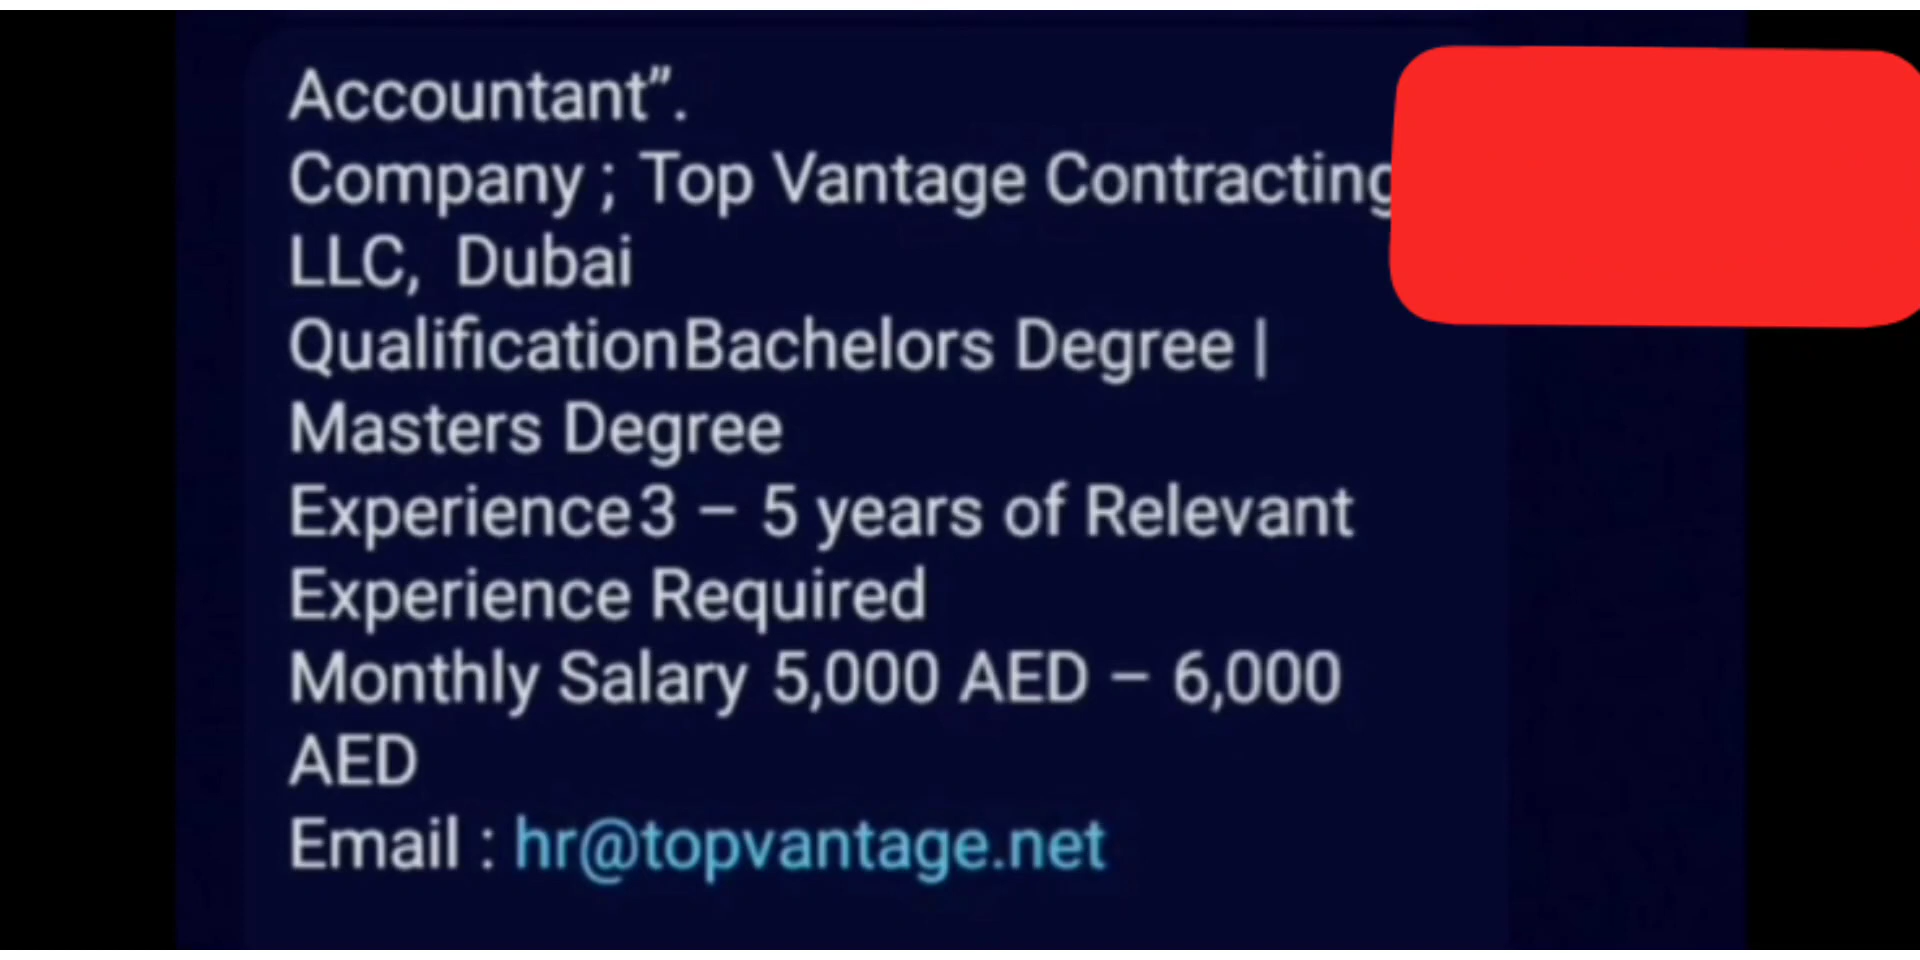 Accountant”.
Company ; Top Vantage Contracting
LLC,  Dubai
QualificationBachelors Degree |
Masters Degree
Experience3 – 5 years of Relevant
Experience Required
Monthly Salary 5,000 AED – 6,000
AED
Email : hr@topvantage.net